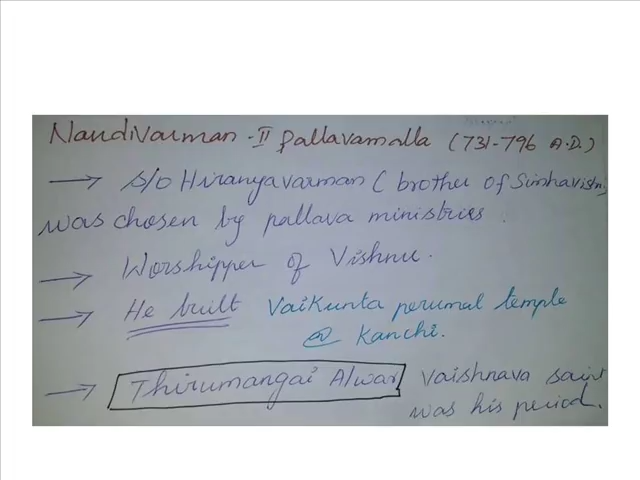 Nandivarman - II Pallavamalla (731-796 A.D.)
→ S/o Hiranyavarman ( brother of Simhavishnu
was chosen by pallava ministries.
→ Worshipper of Vishnu.
→ He built Vaikunta perumal temple
@ Kanchi.
→ Thirumangai Alwar Vaishnava saint
was his period.